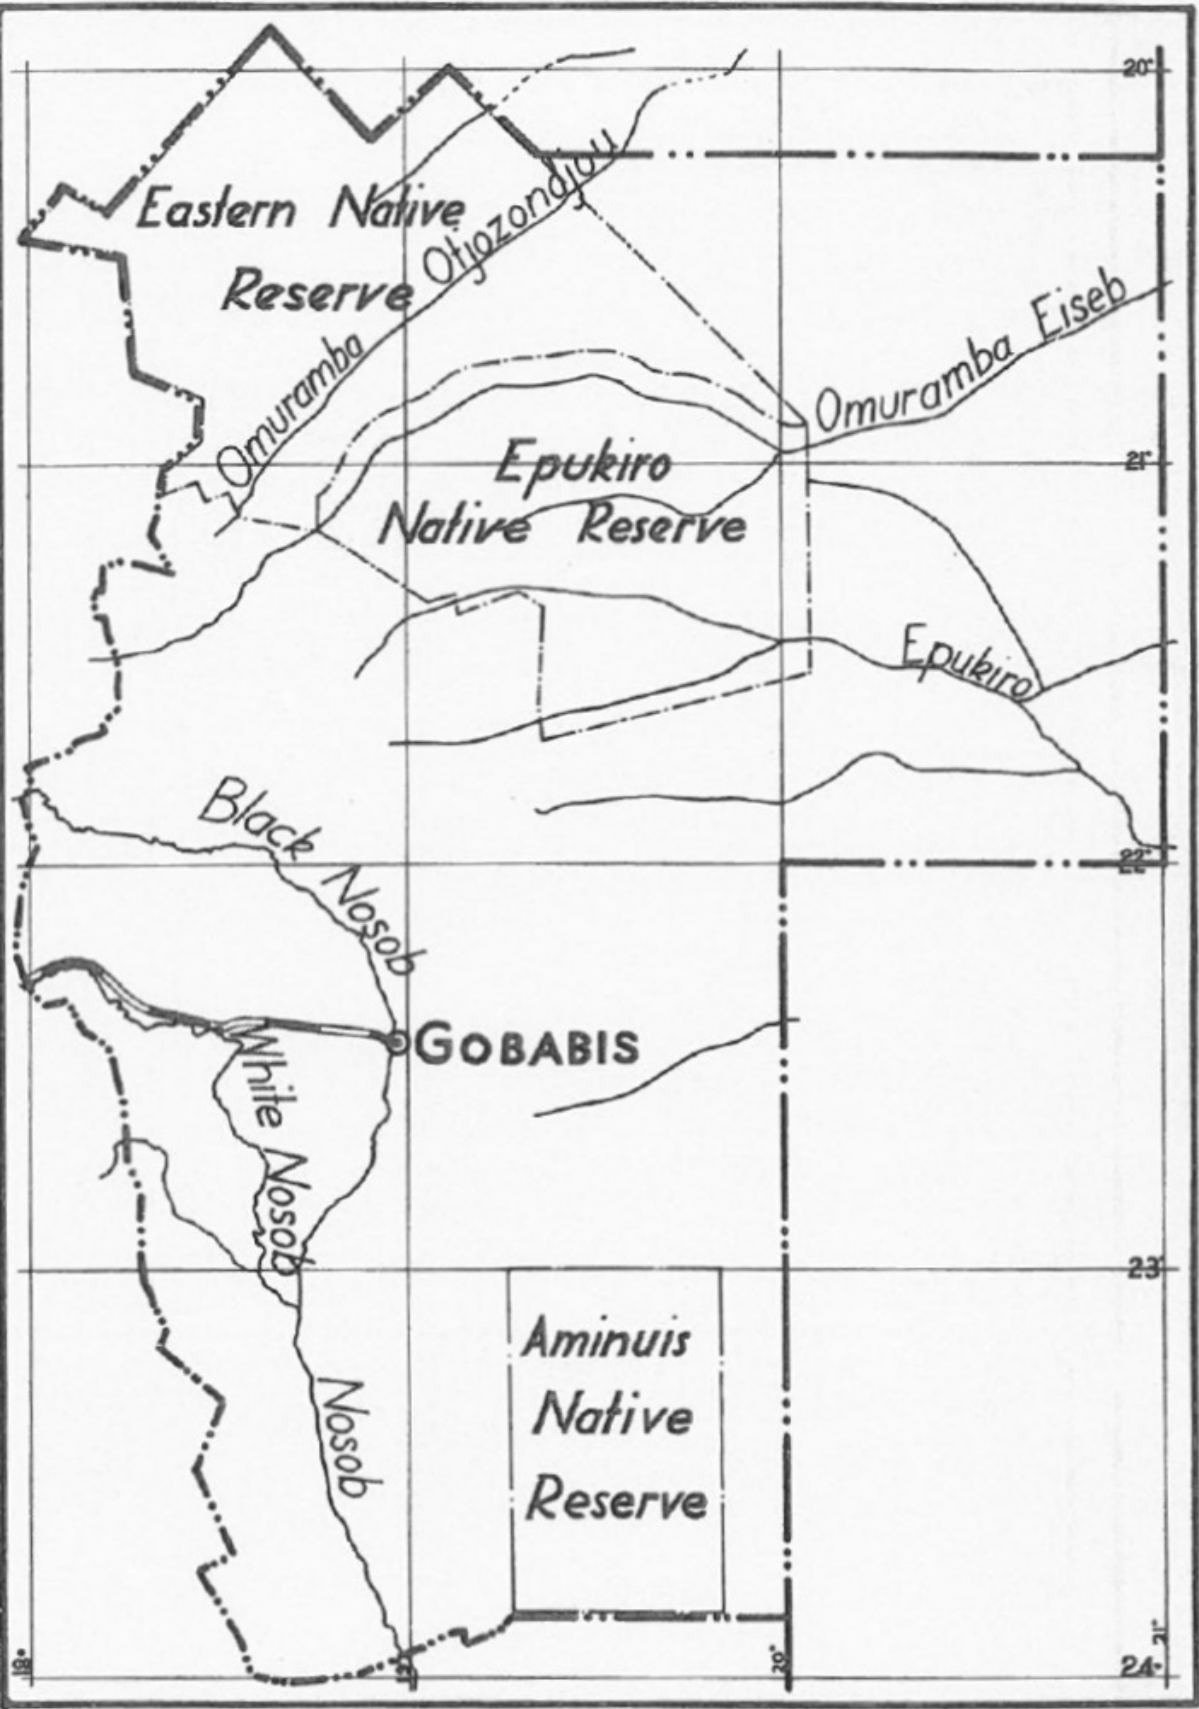 20°
Eastern Native
Reserve
Omuramba Otjozondjou
Omuramba Eiseb
21°
Epukiro
Native Reserve
Epukiro
Black Nosob
22°
GOBABIS
White Nosob
23°
Aminuis
Native
Reserve
Nosob
18°
19°
20°
21°
24°